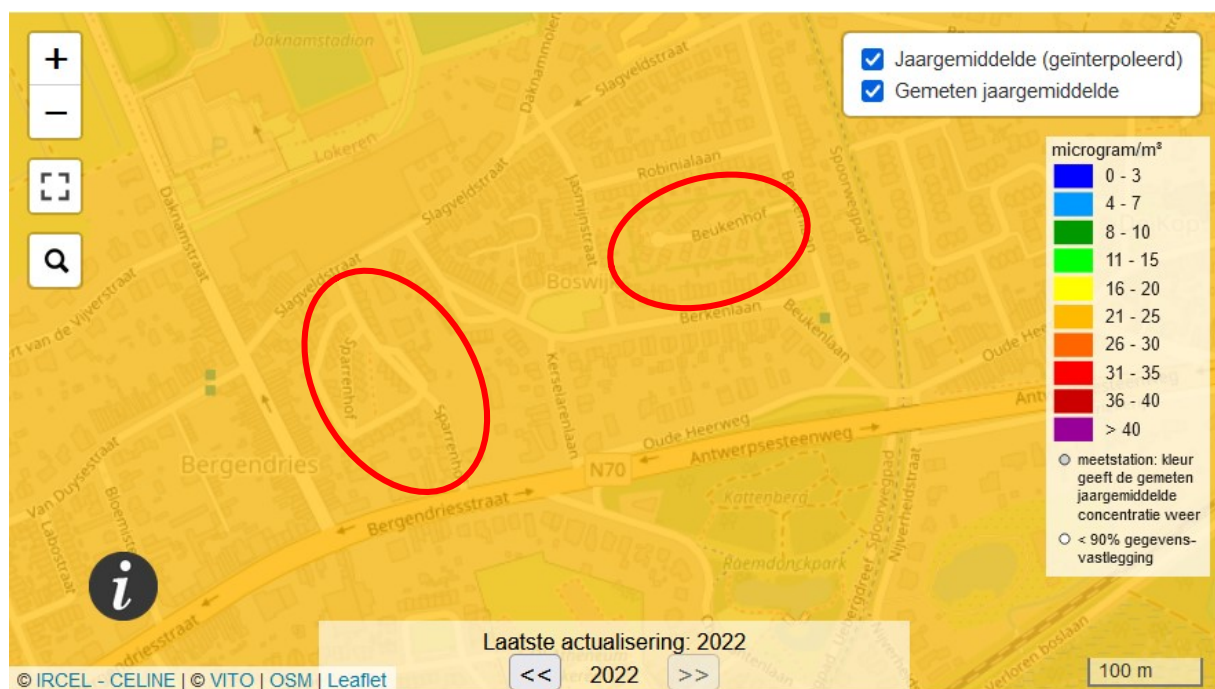 +
−
Jaargemiddelde (geïnterpoleerd)
Gemeten jaargemiddelde
microgram/m³
0 - 3
4 - 7
8 - 10
11 - 15
16 - 20
21 - 25
26 - 30
31 - 35
36 - 40
> 40
meetstation: kleur
geeft de gemeten
jaargemiddelde
concentratie weer
< 90% gegevens-
vastlegging
Daknamstadion
P
Lokeren
Slagveldstraat
Robinialaan
Spoorwegpad
Daknamstraat
Slagveldstraat
Jasmijnstraat
Beukenhof
Slagveldstraat
Berkenlaan
Beukenlaan
Oude Heerweg
Sparrenhof
Kerselarenlaan
Oude Heerweg
Antwerpsesteenweg
N70
Bergendries
Van Duysestraat
Labostraat
Bergendriesstraat
Kattenberg
Roemdonckpark
Spoorwegpad
Nijverheidstraat
i
Laatste actualisering: 2022
<< 2022 >>
100 m
© IRCEL - CELINE | © VITO | OSM | Leaflet